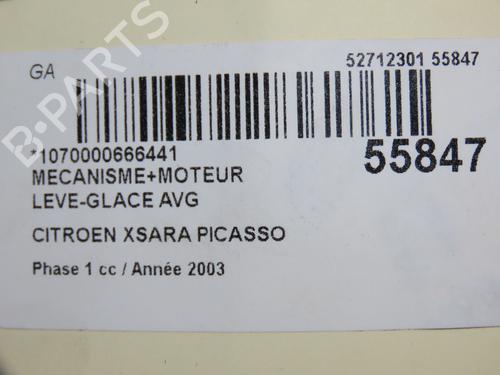 GA
52712301 55847
*1070000666441
55847
MECANISME+MOTEUR
LEVE-GLACE AVG
CITROEN XSARA PICASSO
Phase 1 cc / Année 2003
B-PARTS